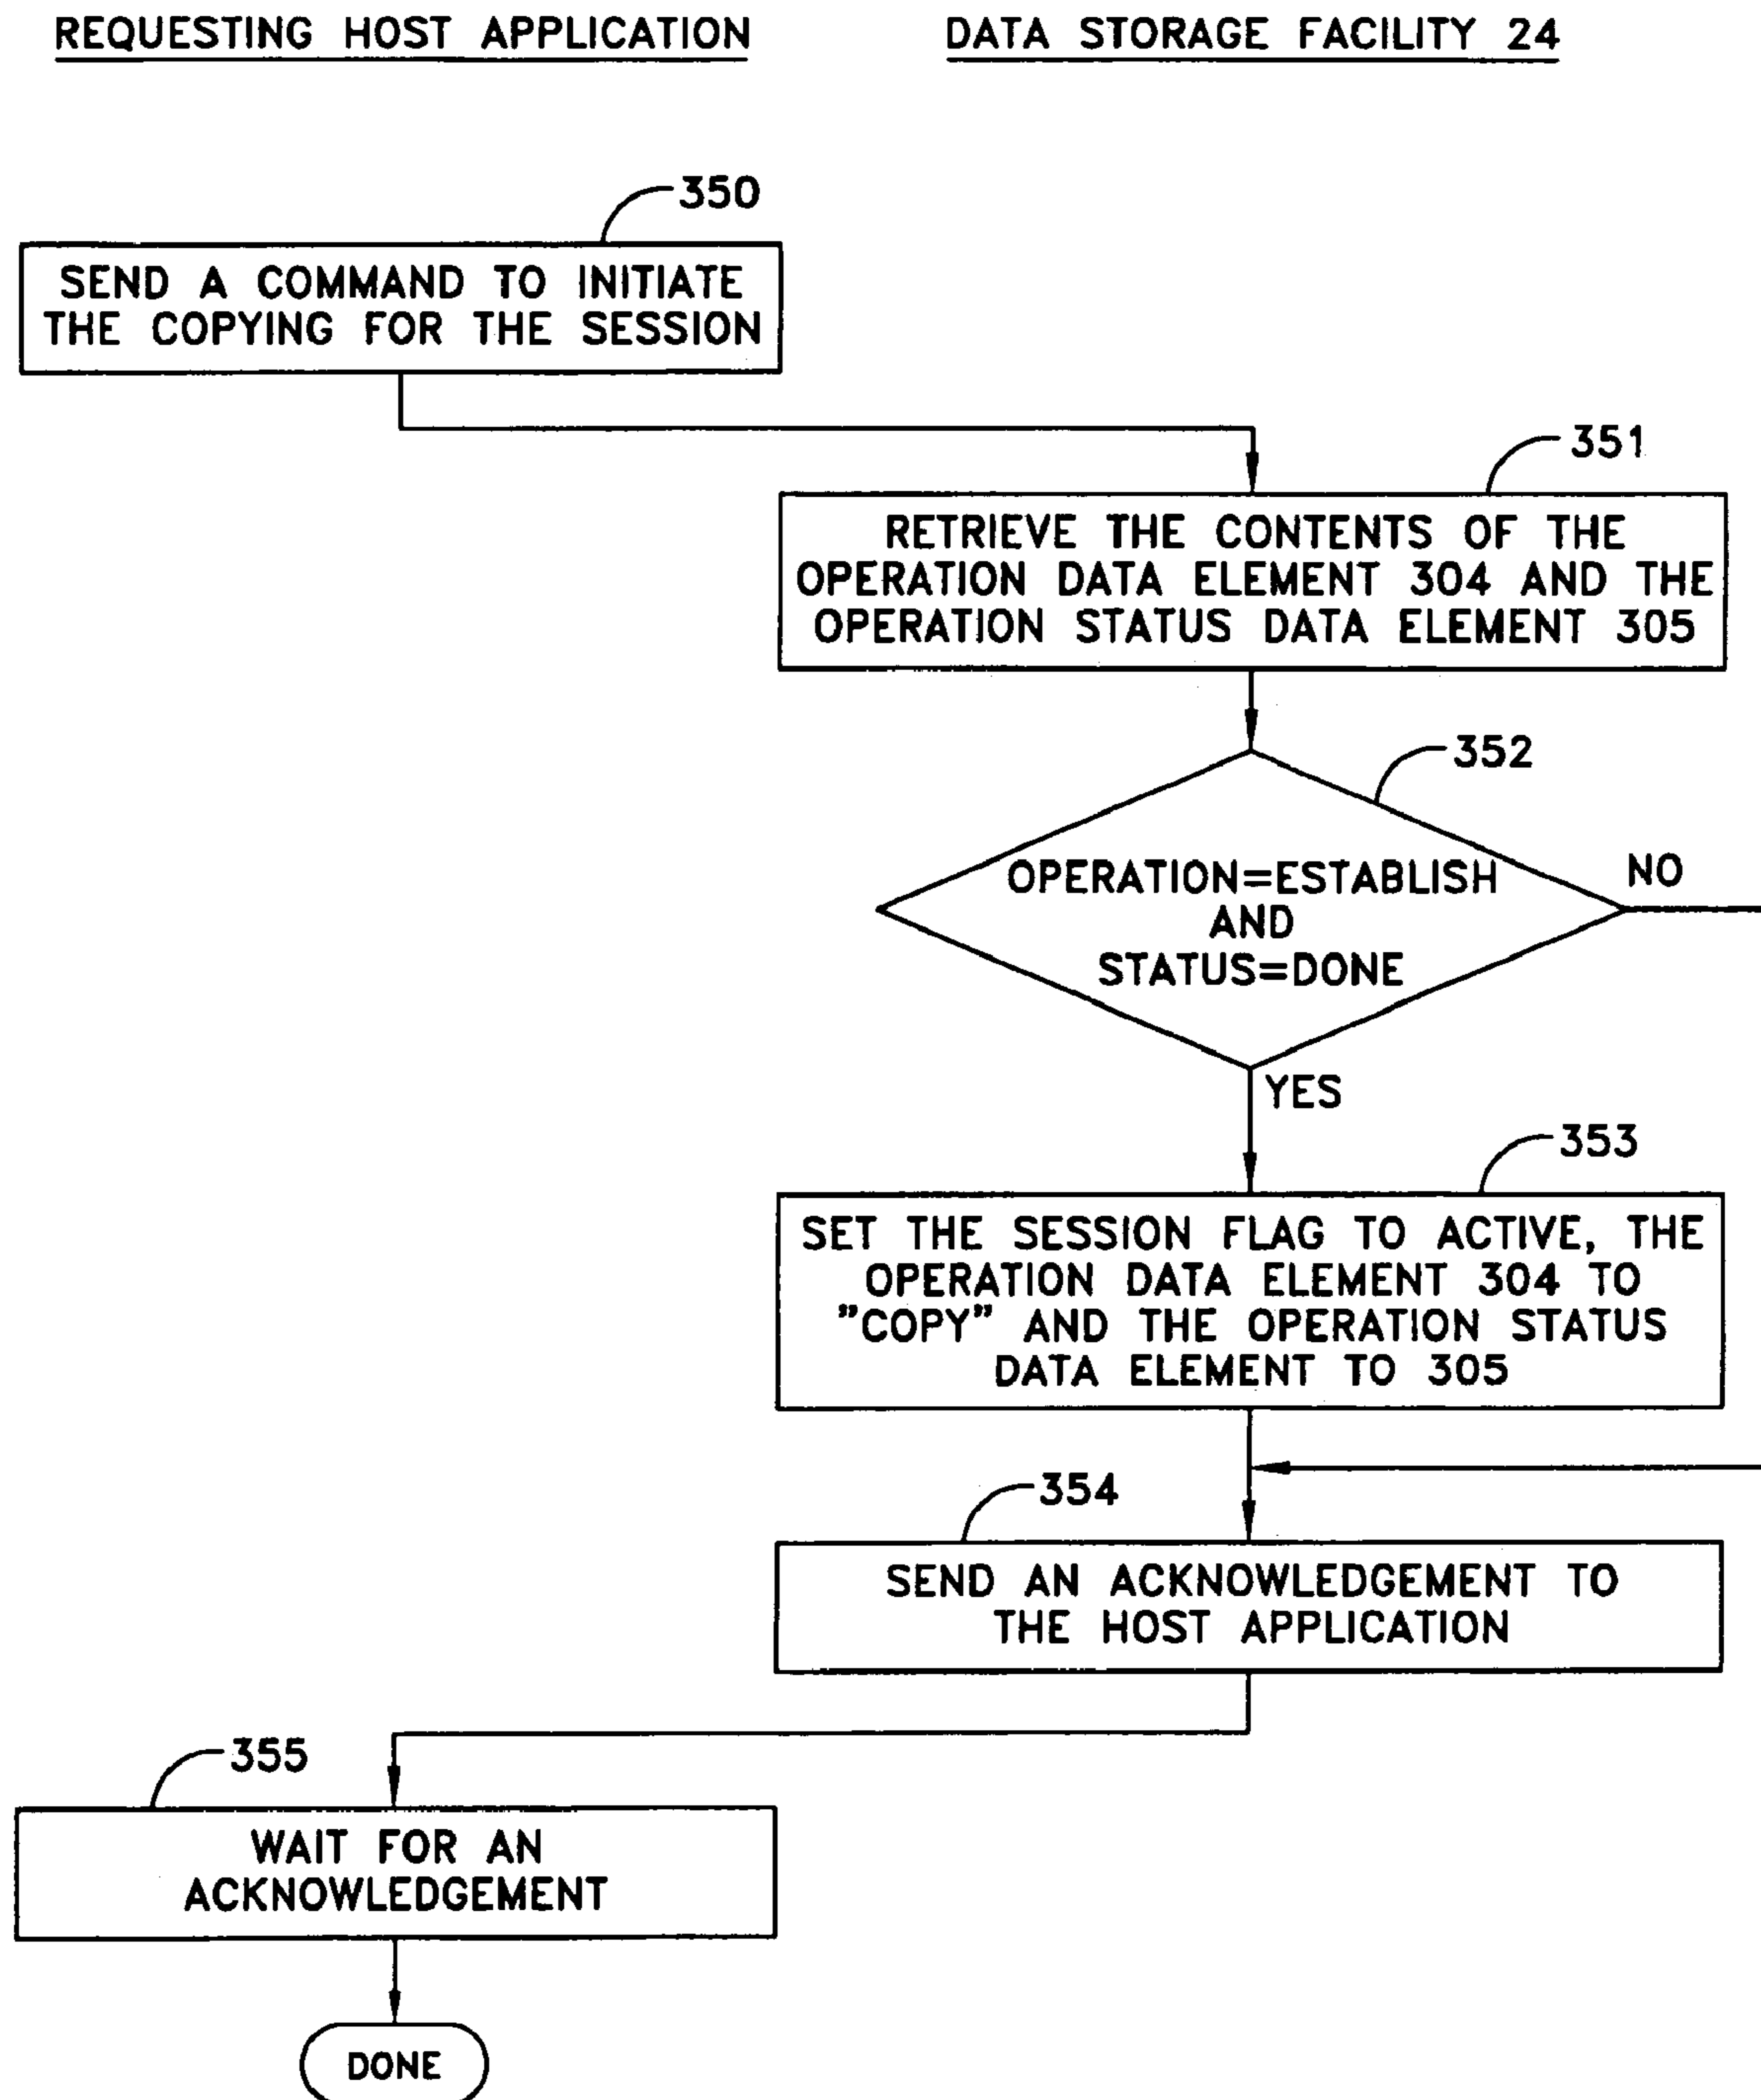 REQUESTING HOST APPLICATION
DATA STORAGE FACILITY 24
350
SEND A COMMAND TO INITIATE
THE COPYING FOR THE SESSION
351
RETRIEVE THE CONTENTS OF THE
OPERATION DATA ELEMENT 304 AND THE
OPERATION STATUS DATA ELEMENT 305
352
OPERATION=ESTABLISH
AND
STATUS=DONE
NO
YES
353
SET THE SESSION FLAG TO ACTIVE, THE
OPERATION DATA ELEMENT 304 TO
"COPY" AND THE OPERATION STATUS
DATA ELEMENT TO 305
354
SEND AN ACKNOWLEDGEMENT TO
THE HOST APPLICATION
355
WAIT FOR AN
ACKNOWLEDGEMENT
DONE